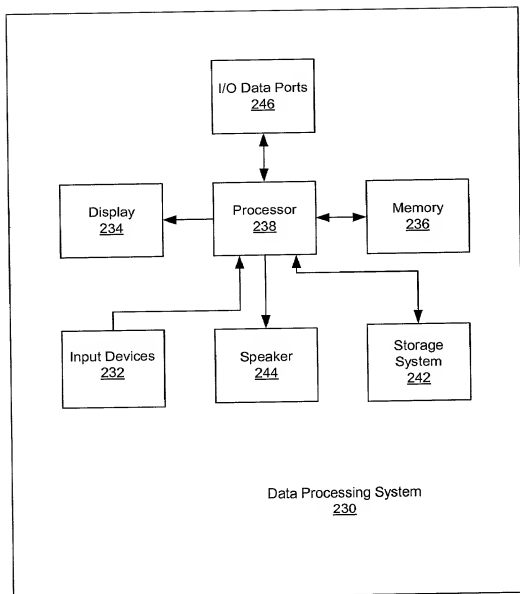 I/O Data Ports
246
Display
234
Processor
238
Memory
236
Input Devices
232
Speaker
244
Storage
System
242
Data Processing System
230